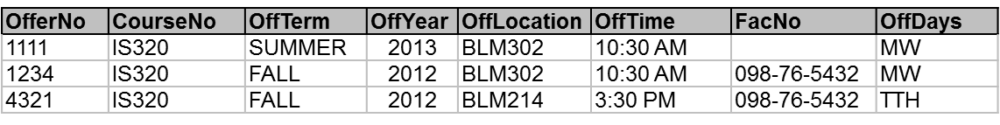 OfferNo CourseNo OffTerm OffYear OffLocation OffTime FacNo OffDays
1111 IS320 SUMMER 2013 BLM302 10:30 AM MW
1234 IS320 FALL 2012 BLM302 10:30 AM 098-76-5432 MW
4321 IS320 FALL 2012 BLM214 3:30 PM 098-76-5432 TTH